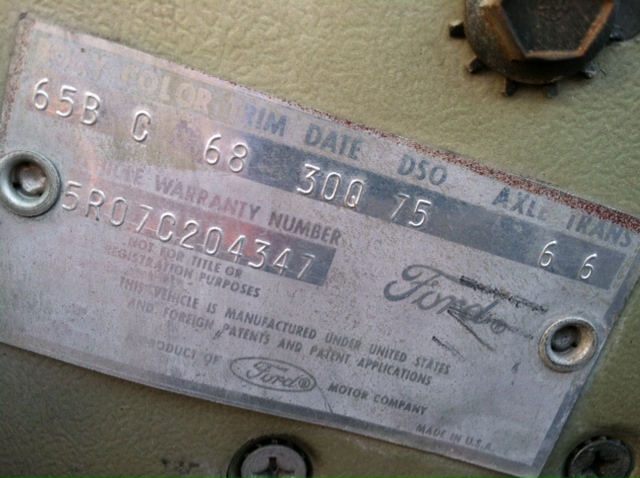 BODY COLOR TRIM DATE DSO AXLE TRANS
65B C 68 30Q 75 6 6
WARRANTY NUMBER
5R07C204347
NOT FOR TITLE OR
REGISTRATION PURPOSES
Ford
THIS VEHICLE IS MANUFACTURED UNDER UNITED STATES
AND FOREIGN PATENTS AND PATENT APPLICATIONS
PRODUCT OF Ford® MOTOR COMPANY
MADE IN U.S.A.